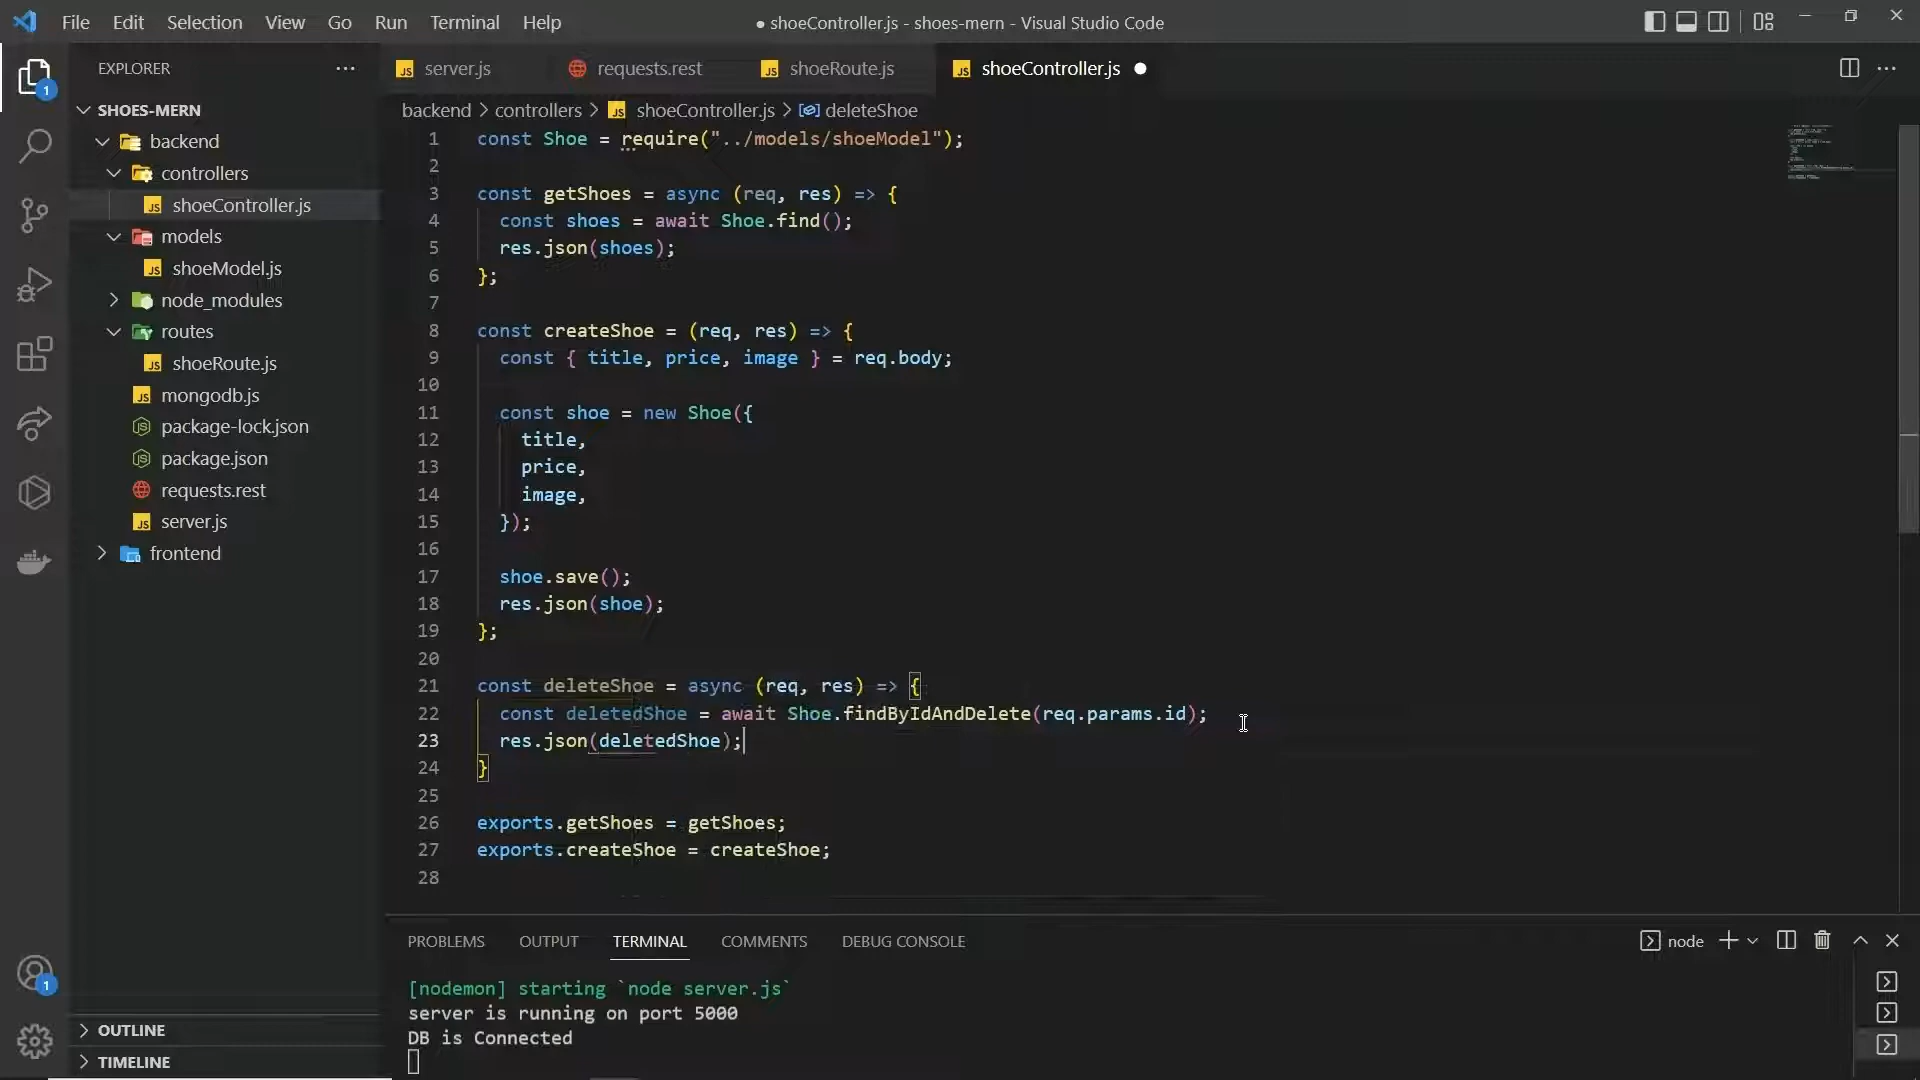 File Edit Selection View Go Run Terminal Help
● shoeController.js - shoes-mern - Visual Studio Code
EXPLORER
SHOES-MERN
backend
controllers
shoeController.js
models
shoeModel.js
node_modules
routes
shoeRoute.js
mongodb.js
package-lock.json
package.json
requests.rest
server.js
frontend
OUTLINE
TIMELINE
1
1
server.js requests.rest shoeRoute.js shoeController.js
backend > controllers > JS shoeController.js > deleteShoe
1 const Shoe = require("../models/shoeModel");
2
3 const getShoes = async (req, res) => {
4 const shoes = await Shoe.find();
5 res.json(shoes);
6 };
7
8 const createShoe = (req, res) => {
9 const { title, price, image } = req.body;
10
11 const shoe = new Shoe({
12 title,
13 price,
14 image,
15 });
16
17 shoe.save();
18 res.json(shoe);
19 };
20
21 const deleteShoe = async (req, res) => {
22 const deletedShoe = await Shoe.findByIdAndDelete(req.params.id);
23 res.json(deletedShoe);
24 }
25
26 exports.getShoes = getShoes;
27 exports.createShoe = createShoe;
28
PROBLEMS OUTPUT TERMINAL COMMENTS DEBUG CONSOLE
node
[nodemon] starting `node server.js`
server is running on port 5000
DB is Connected